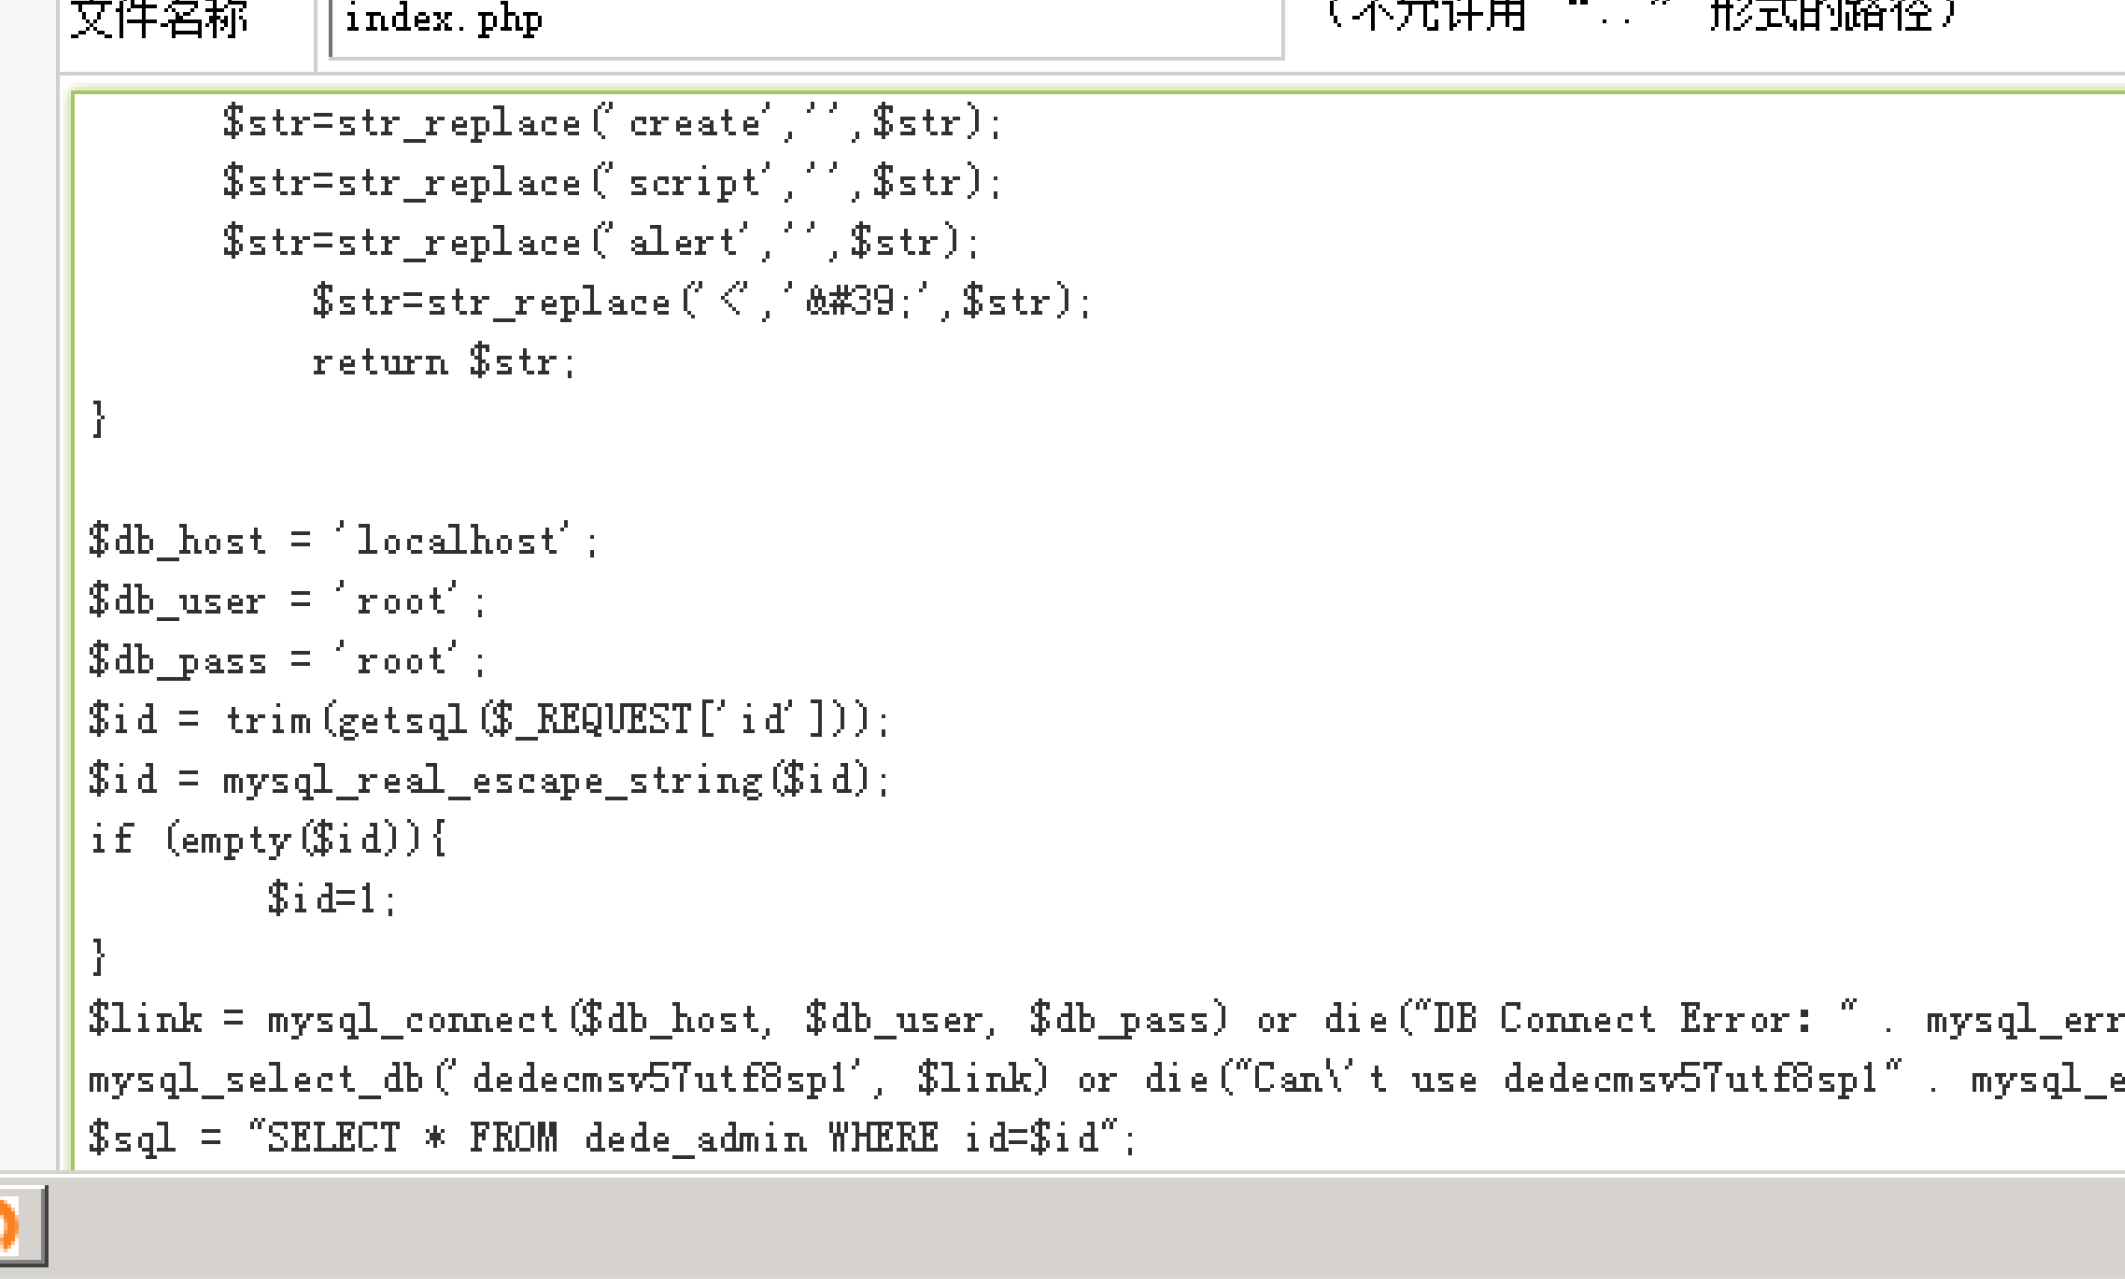 文件名称 index.php （不允许用 “..” 形式的路径）
$str=str_replace('create','',$str);
$str=str_replace('script','',$str);
$str=str_replace('alert','',$str);
$str=str_replace('<','&#39;',$str);
return $str;
}
$db_host = 'localhost';
$db_user = 'root';
$db_pass = 'root';
$id = trim(getsql($_REQUEST['id']));
$id = mysql_real_escape_string($id);
if (empty($id)){
$id=1;
}
$link = mysql_connect($db_host, $db_user, $db_pass) or die("DB Connect Error: " . mysql_err
mysql_select_db('dedecmsv57utf8sp1', $link) or die("Can\'t use dedecmsv57utf8sp1" . mysql_e
$sql = "SELECT * FROM dede_admin WHERE id=$id";